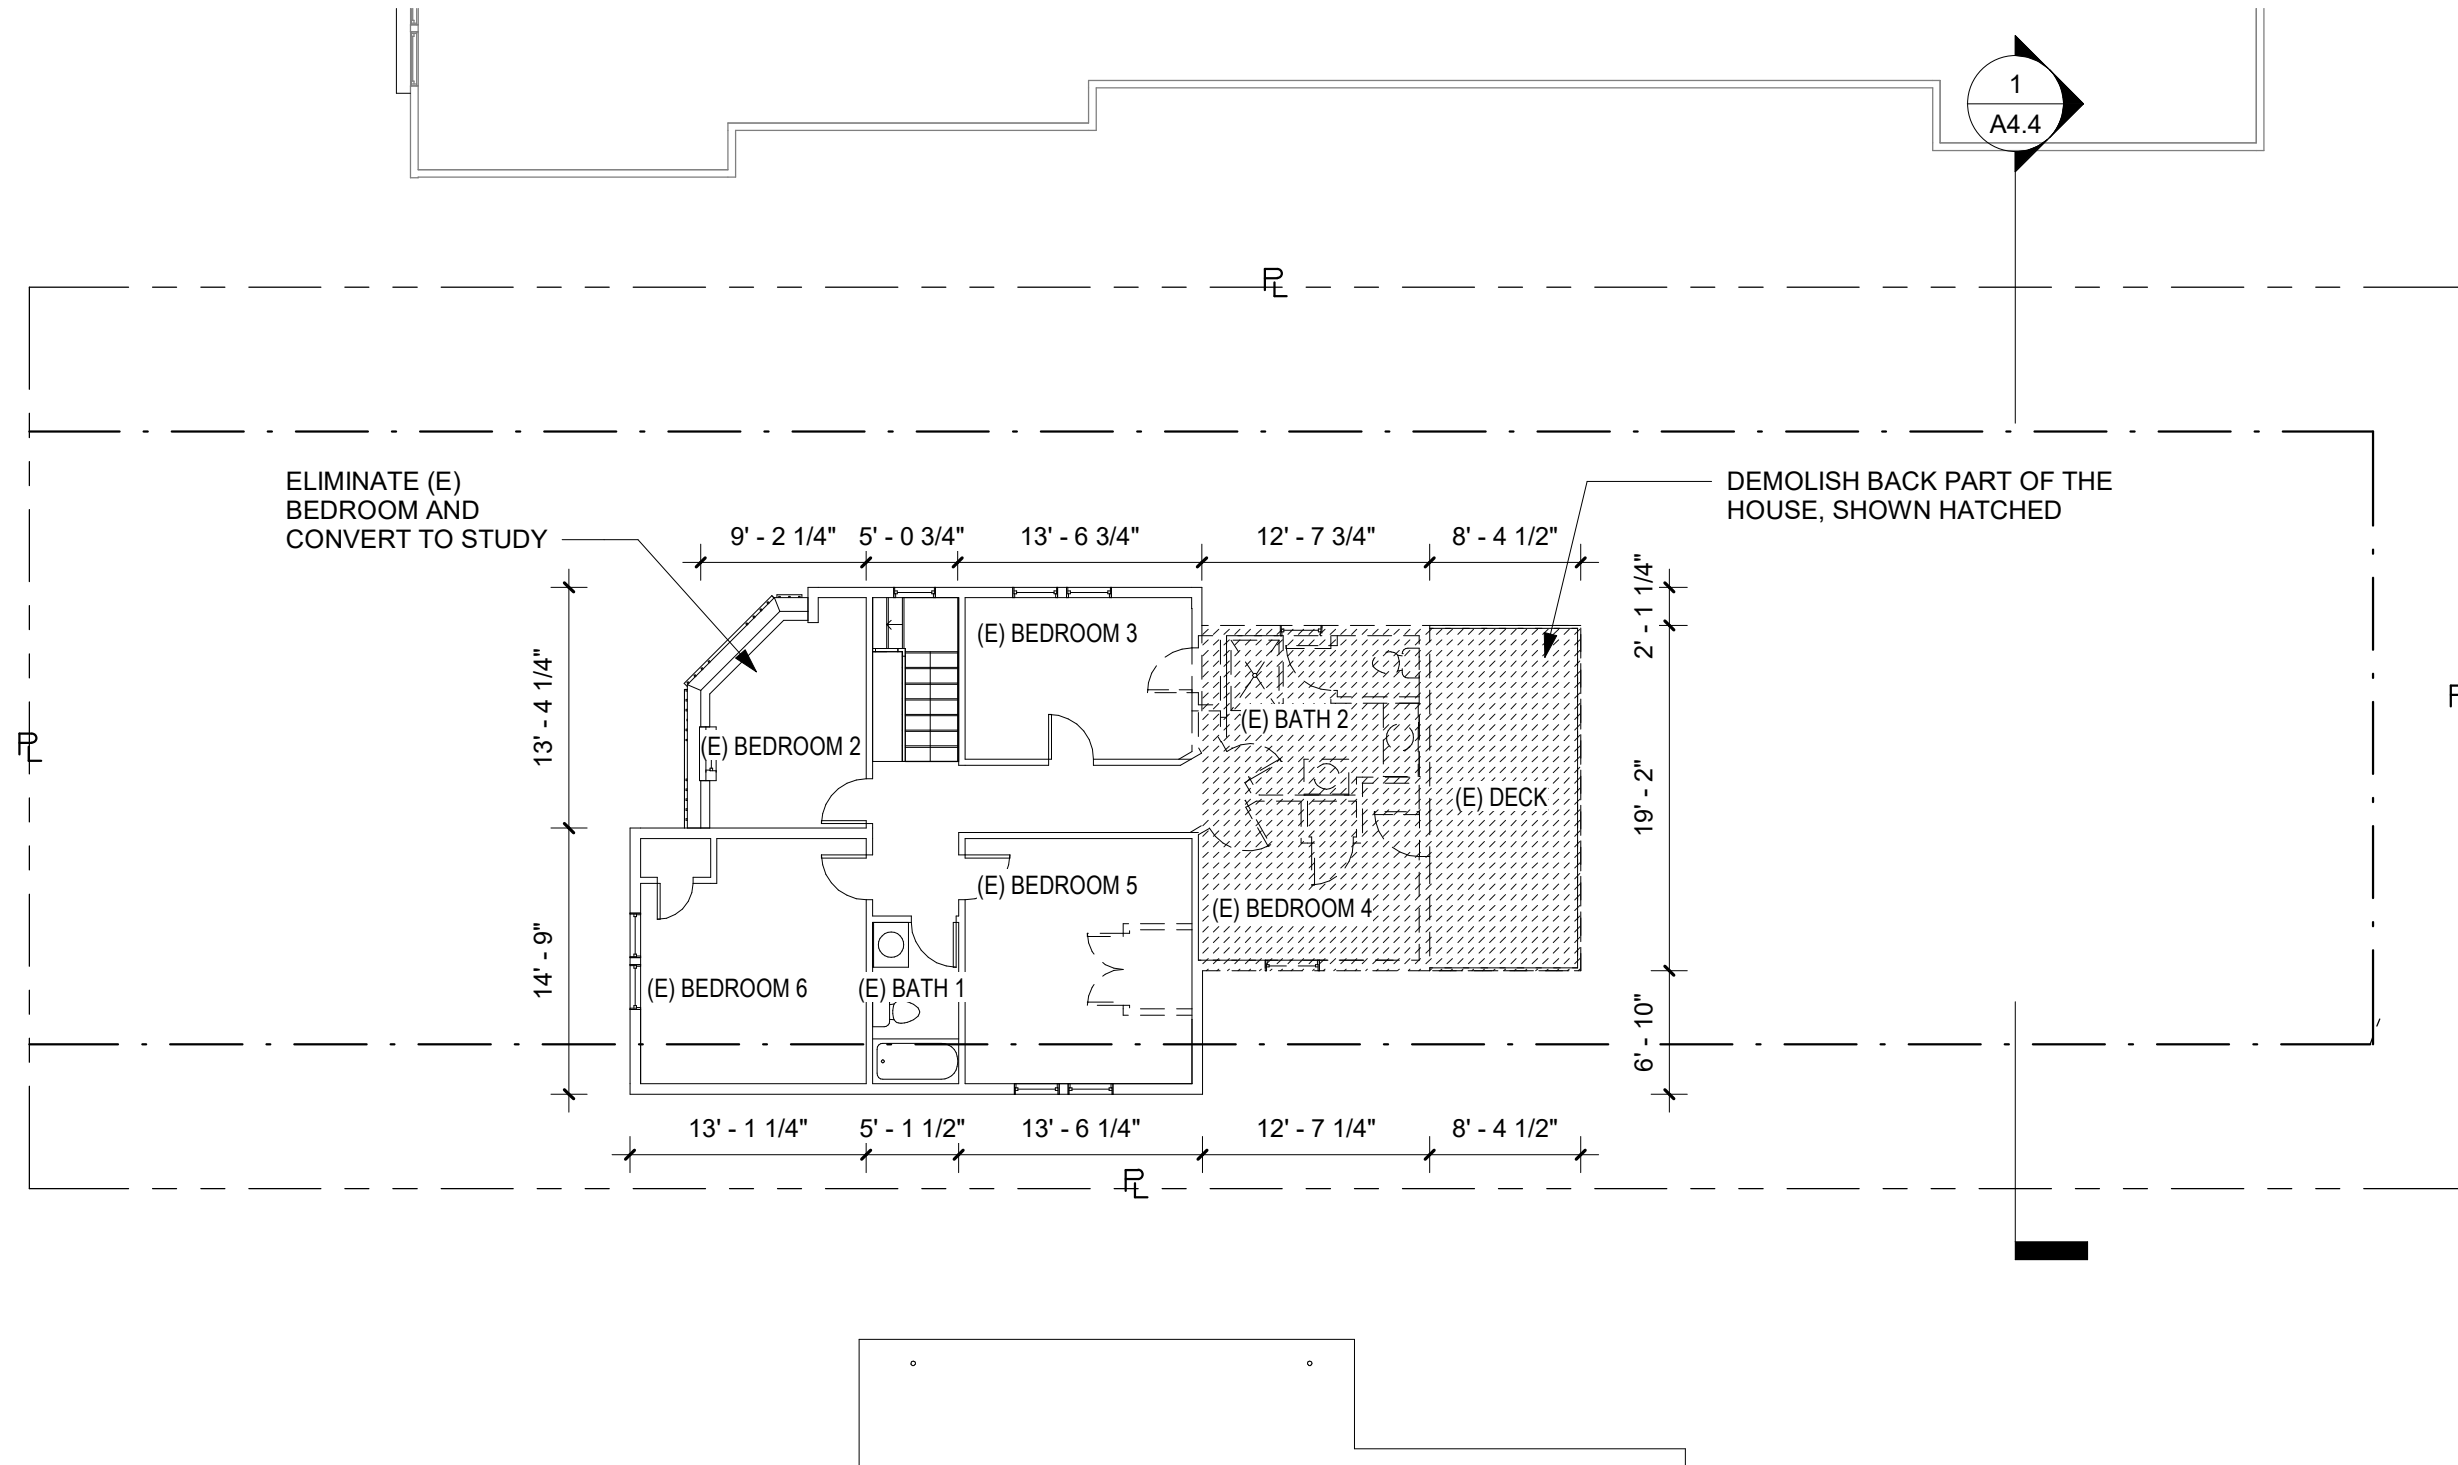 1
A4.4
PL
ELIMINATE (E)
BEDROOM AND
CONVERT TO STUDY
DEMOLISH BACK PART OF THE
HOUSE, SHOWN HATCHED
9' - 2 1/4"
5' - 0 3/4"
13' - 6 3/4"
12' - 7 3/4"
8' - 4 1/2"
2' - 1 1/4"
13' - 4 1/4"
(E) BEDROOM 3
(E) BATH 2
(E) BEDROOM 2
PL
(E) DECK
19' - 2"
(E) BEDROOM 5
(E) BEDROOM 4
14' - 9"
(E) BEDROOM 6
(E) BATH 1
6' - 10"
13' - 1 1/4"
5' - 1 1/2"
13' - 6 1/4"
12' - 7 1/4"
8' - 4 1/2"
PL